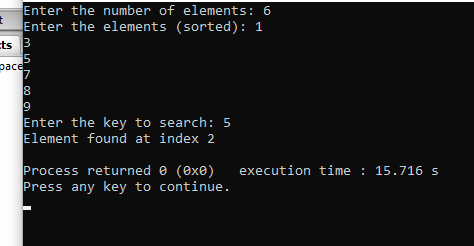 Enter the number of elements: 6
Enter the elements (sorted): 1
3
5
7
8
9
Enter the key to search: 5
Element found at index 2
Process returned 0 (0x0)   execution time : 15.716 s
Press any key to continue.